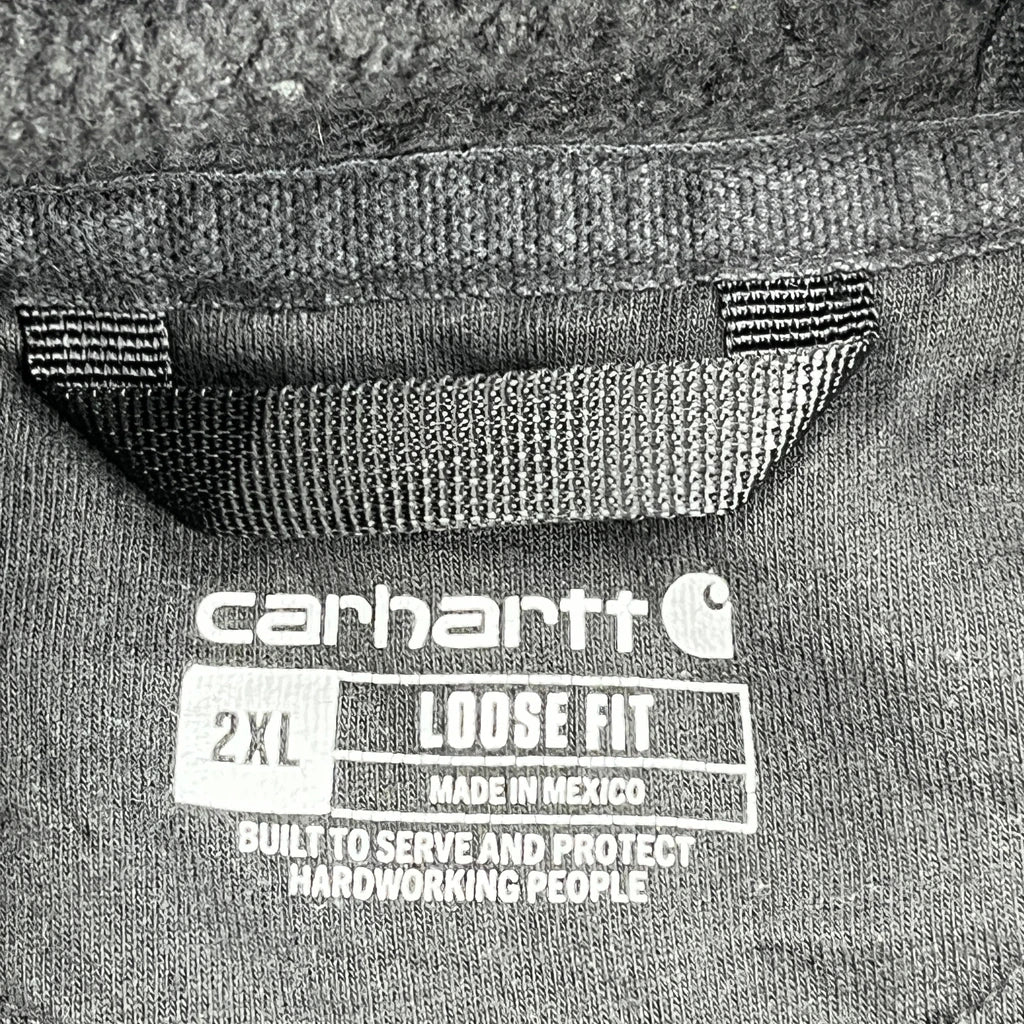 carhartt
2XL
LOOSE FIT
MADE IN MEXICO
BUILT TO SERVE AND PROTECT
HARDWORKING PEOPLE